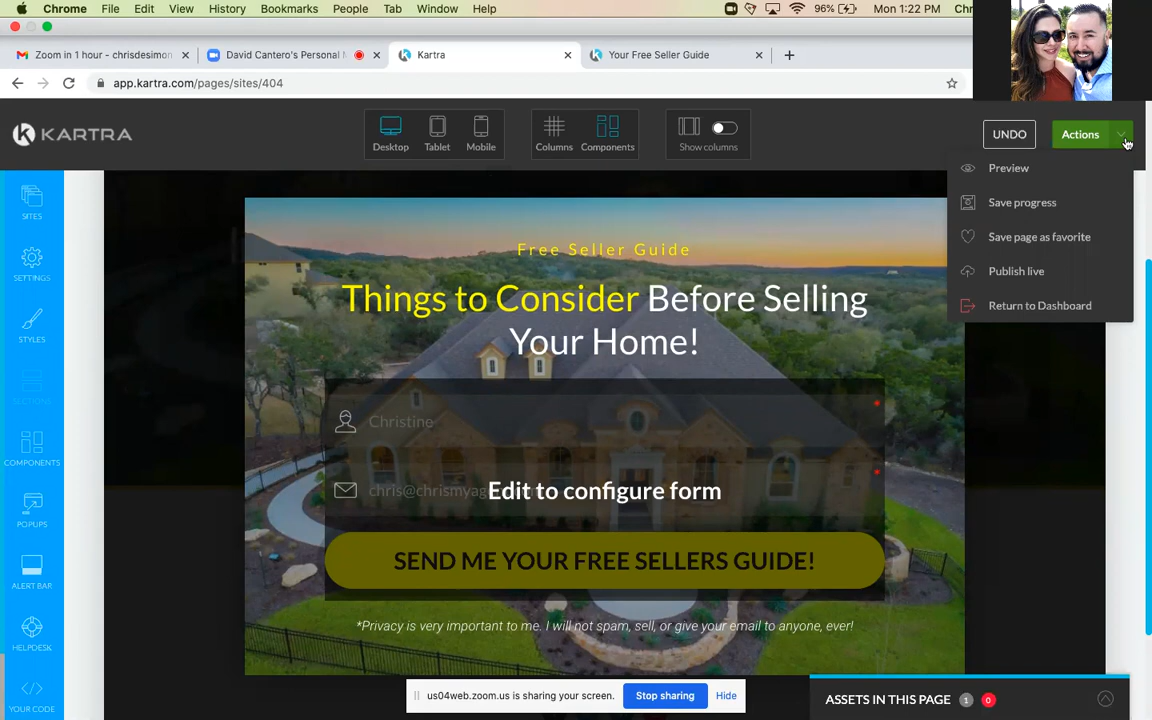 Chrome File Edit View History Bookmarks People Tab Window Help 96% Mon 1:22 PM Chr
Zoom in 1 hour - chrisdesimon × David Cantero's Personal M × Kartra × Your Free Seller Guide × +
app.kartra.com/pages/sites/404
KARTRA
Desktop Tablet Mobile Columns Components Show columns UNDO Actions
Preview
Save progress
Save page as favorite
Publish live
Return to Dashboard
SITES
SETTINGS
STYLES
SECTIONS
COMPONENTS
POPUPS
ALERT BAR
HELPDESK
YOUR CODE
Free Seller Guide
Things to Consider Before Selling
Your Home!
Christine
chris@chrismyag
Edit to configure form
SEND ME YOUR FREE SELLERS GUIDE!
*Privacy is very important to me. I will not spam, sell, or give your email to anyone, ever!
us04web.zoom.us is sharing your screen. Stop sharing Hide
ASSETS IN THIS PAGE 1 0